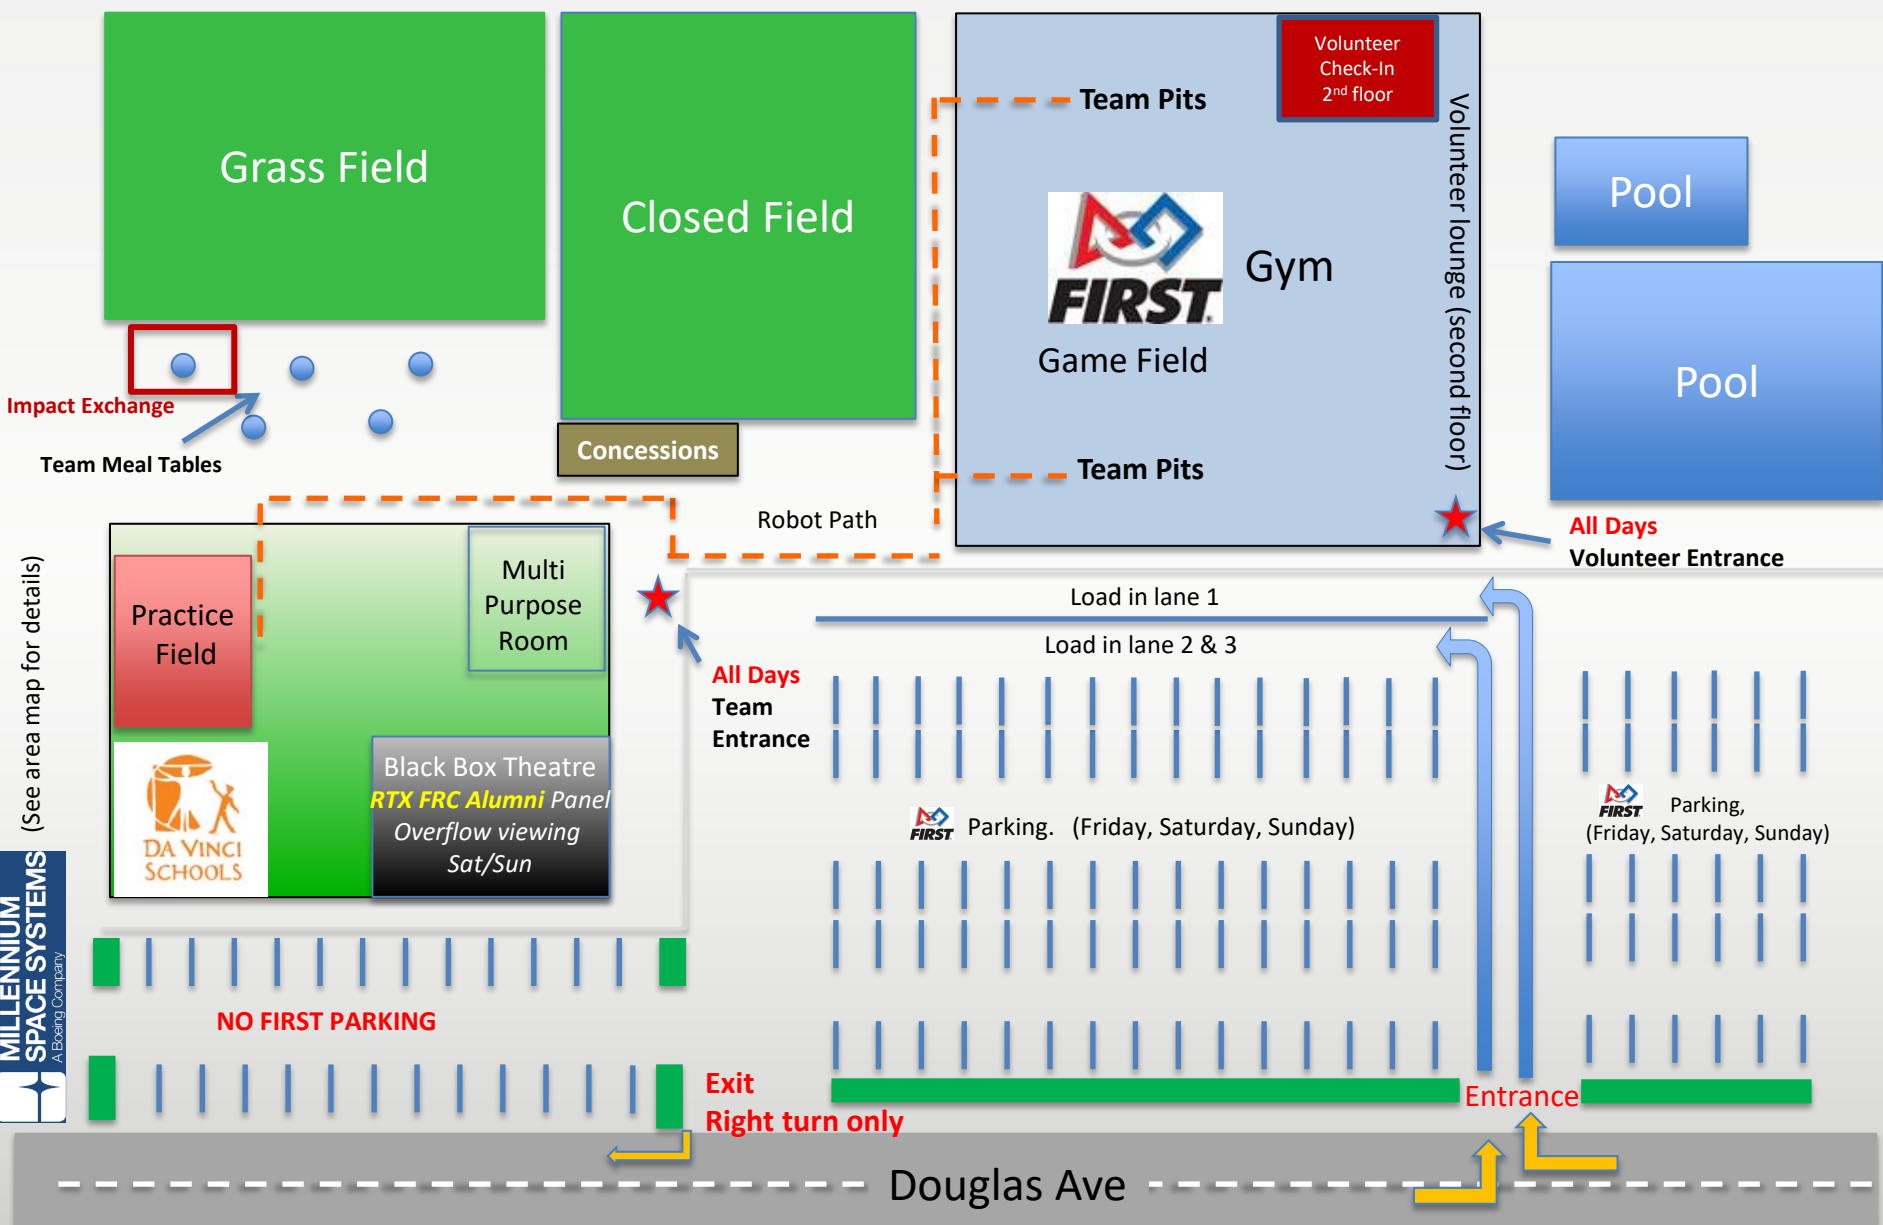 Grass Field
Closed Field
Team Pits
Volunteer
Check-In
2nd floor
Volunteer lounge (second floor)
Pool
FIRST
Gym
Game Field
Pool
Impact Exchange
Team Meal Tables
Concessions
Team Pits
Robot Path
All Days
Volunteer Entrance
Practice
Field
Multi
Purpose
Room
Load in lane 1
Load in lane 2 & 3
All Days
Team
Entrance
(See area map for details)
Black Box Theatre
RTX FRC Alumni Panel
Overflow viewing
Sat/Sun
DA VINCI
SCHOOLS
FIRST Parking. (Friday, Saturday, Sunday)
FIRST Parking,
(Friday, Saturday, Sunday)
MILLENNIUM
SPACE SYSTEMS
A Boeing Company
NO FIRST PARKING
Exit
Right turn only
Entrance
Douglas Ave